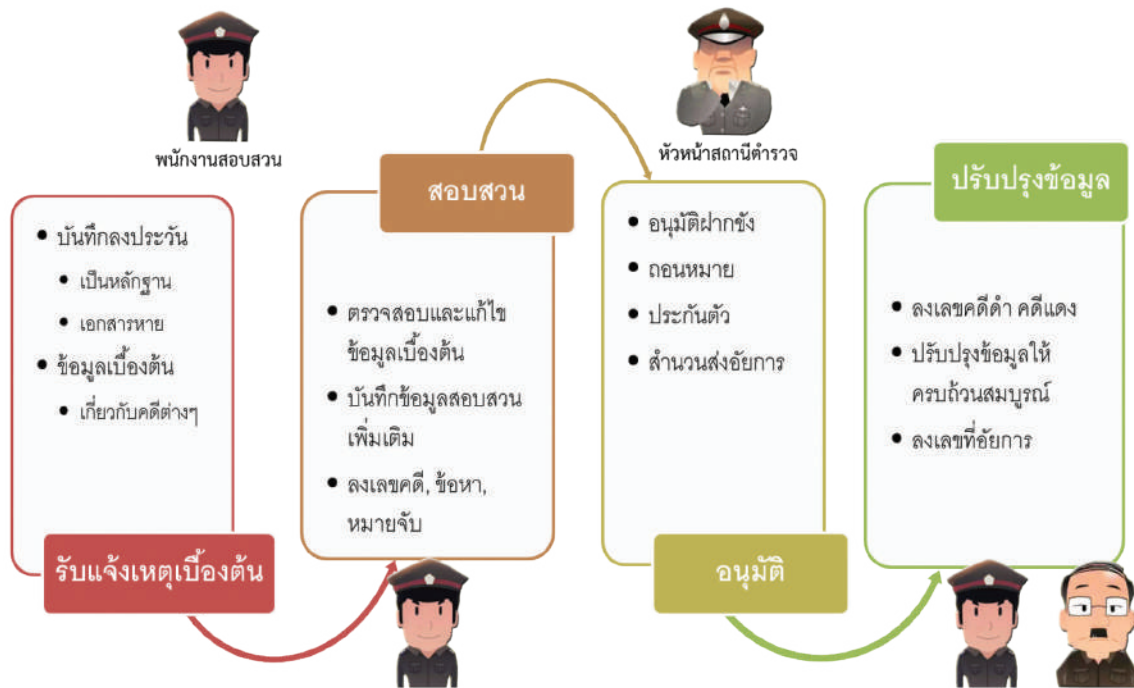 พนักงานสอบสวน
หัวหน้าสถานีตำรวจ
• บันทึกลงประวัน
• เป็นหลักฐาน
• เอกสารหาย
• ข้อมูลเบื้องต้น
• เกี่ยวกับคดีต่างๆ
รับแจ้งเหตุเบื้องต้น
สอบสวน
• ตรวจสอบและแก้ไข
ข้อมูลเบื้องต้น
• บันทึกข้อมูลสอบสวน
เพิ่มเติม
• ลงเลขคดี, ข้อหา,
หมายจับ
• อนุมัติฝากขัง
• ถอนหมาย
• ประกันตัว
• สำนวนส่งอัยการ
อนุมัติ
ปรับปรุงข้อมูล
• ลงเลขคดีดำ คดีแดง
• ปรับปรุงข้อมูลให้
ครบถ้วนสมบูรณ์
• ลงเลขที่อัยการ